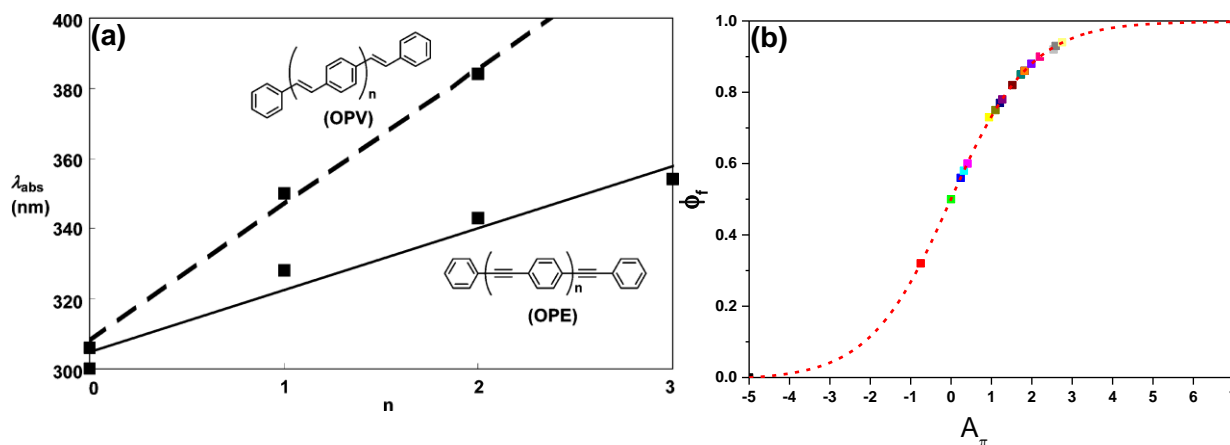 (a)
400
380
360
340
320
300
λabs
(nm)
n
(OPV)
n
(OPE)
0 1 2 3
n
(b)
1.0
0.8
0.6
0.4
0.2
0.0
ϕf
-5 -4 -3 -2 -1 0 1 2 3 4 5 6 7
Aπ